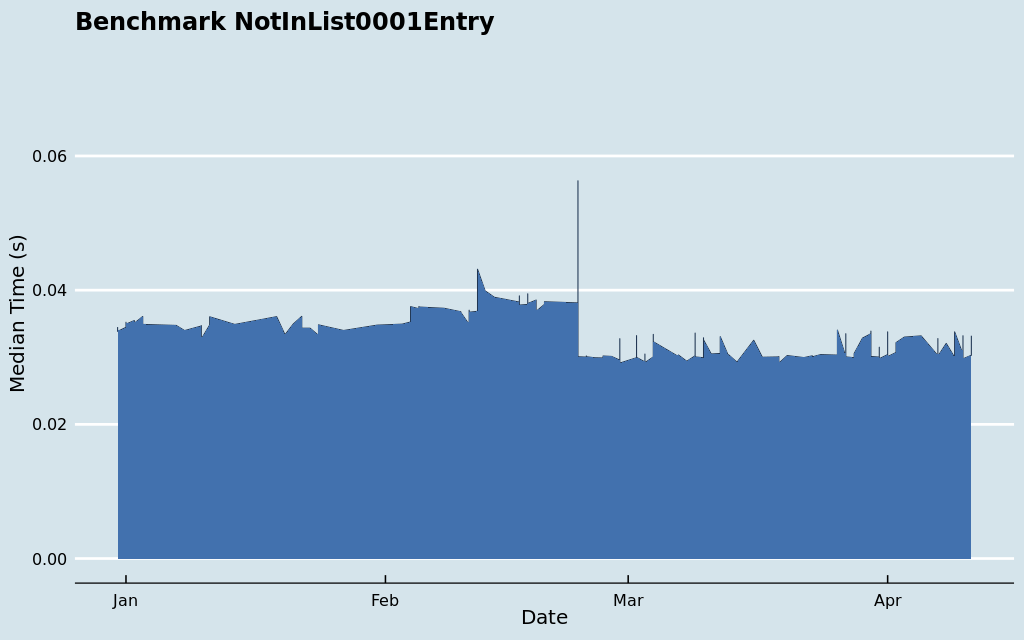 Benchmark NotInList0001Entry
0.06
0.04
0.02
0.00
Median Time (s)
Jan
Feb
Mar
Apr
Date